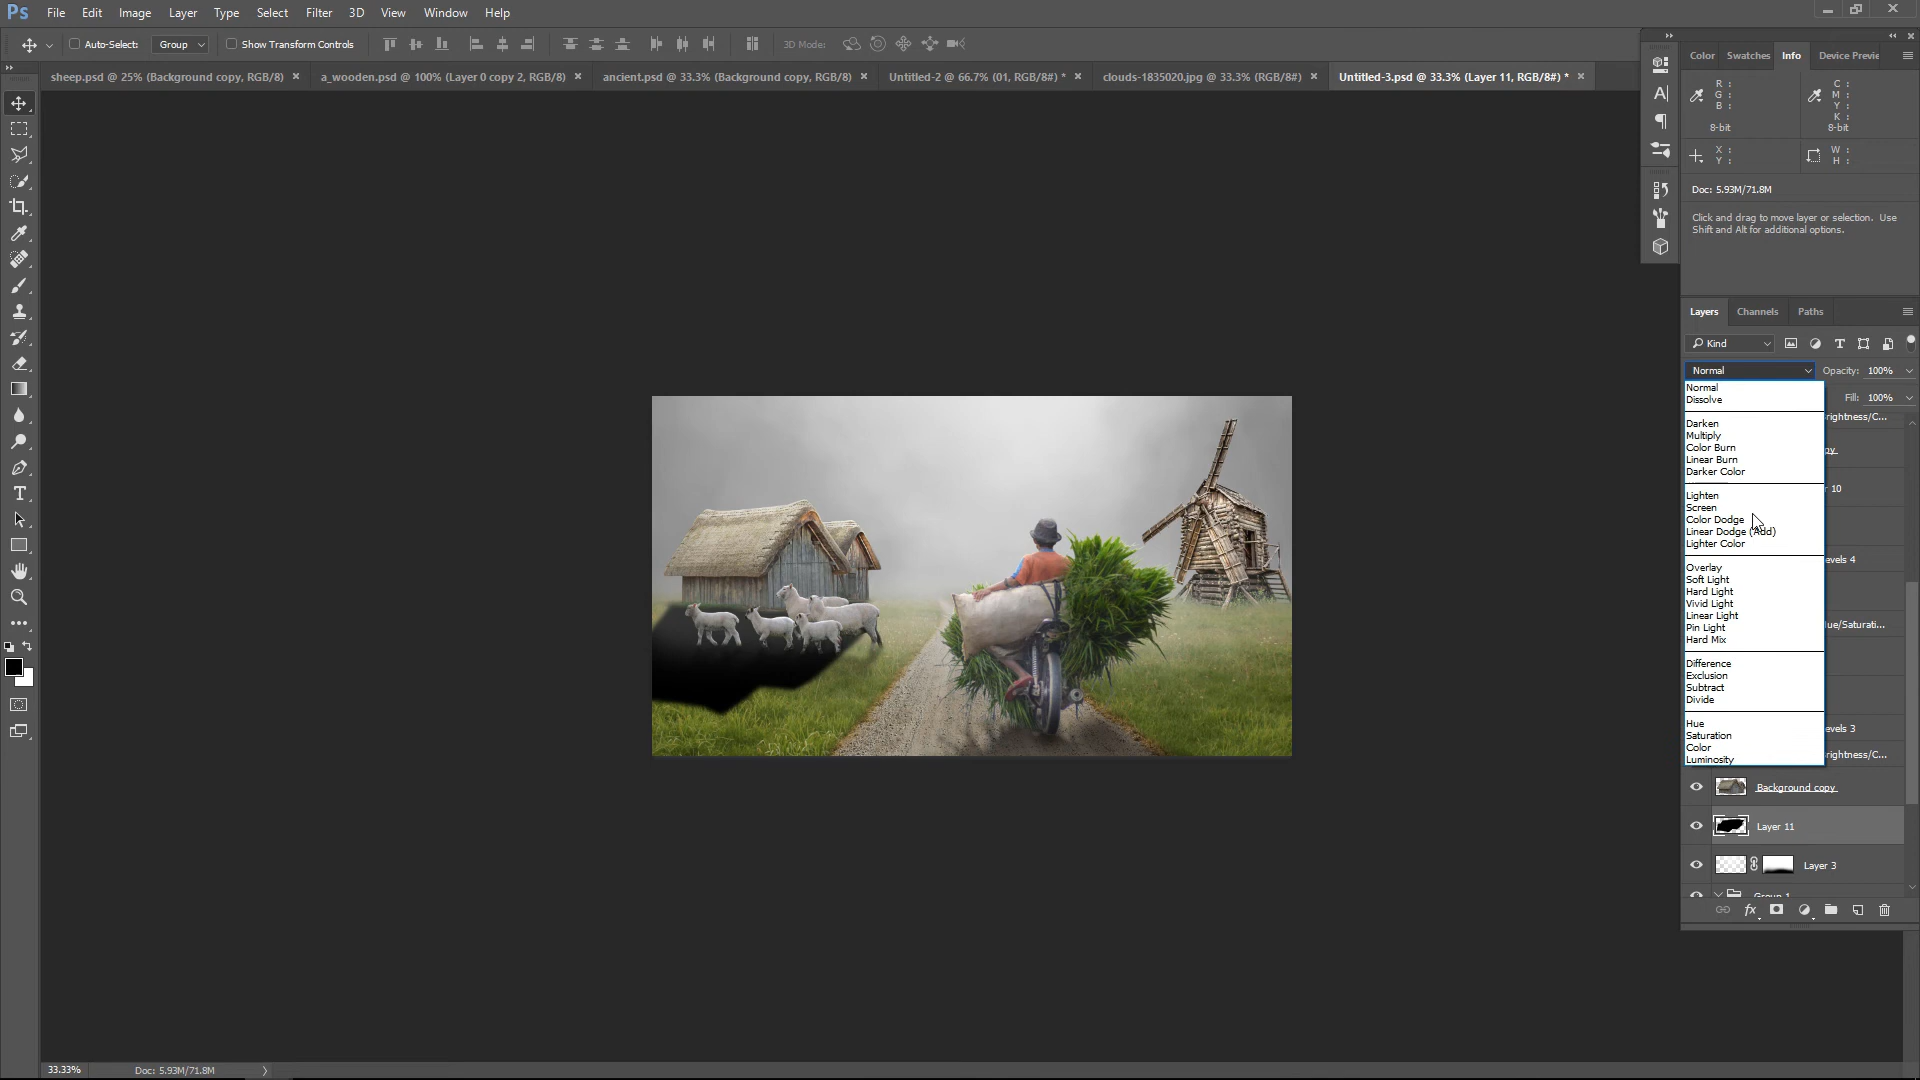 Ps File Edit Image Layer Type Select Filter 3D View Window Help
Auto-Select: Group Show Transform Controls 3D Mode:
sheep.psd @ 25% (Background copy, RGB/8) × a_wooden.psd @ 100% (Layer 0 copy 2, RGB/8) × ancient.psd @ 33.3% (Background copy, RGB/8) × Untitled-2 @ 66.7% (01, RGB/8#) * × clouds-1835020.jpg @ 33.3% (RGB/8#) × Untitled-3.psd @ 33.3% (Layer 11, RGB/8#) * ×
Color Swatches Info
R : C :
G : M :
B : Y :
K :
8-bit 8-bit
X : W :
Y : H :
Doc: 5.93M/71.8M
Click and drag to move layer or selection. Use
Shift and Alt for additional options.
Layers Channels Paths
Kind
Normal Opacity: 100%
Fill: 100%
Normal
Dissolve
Darken
Multiply
Color Burn
Linear Burn
Darker Color
Lighten
Screen
Color Dodge
Linear Dodge (Add)
Lighter Color
Overlay
Soft Light
Hard Light
Vivid Light
Linear Light
Pin Light
Hard Mix
Difference
Exclusion
Subtract
Divide
Hue
Saturation
Color
Luminosity
Background copy
Layer 11
Layer 3
Group 1
33.33% Doc: 5.93M/71.8M